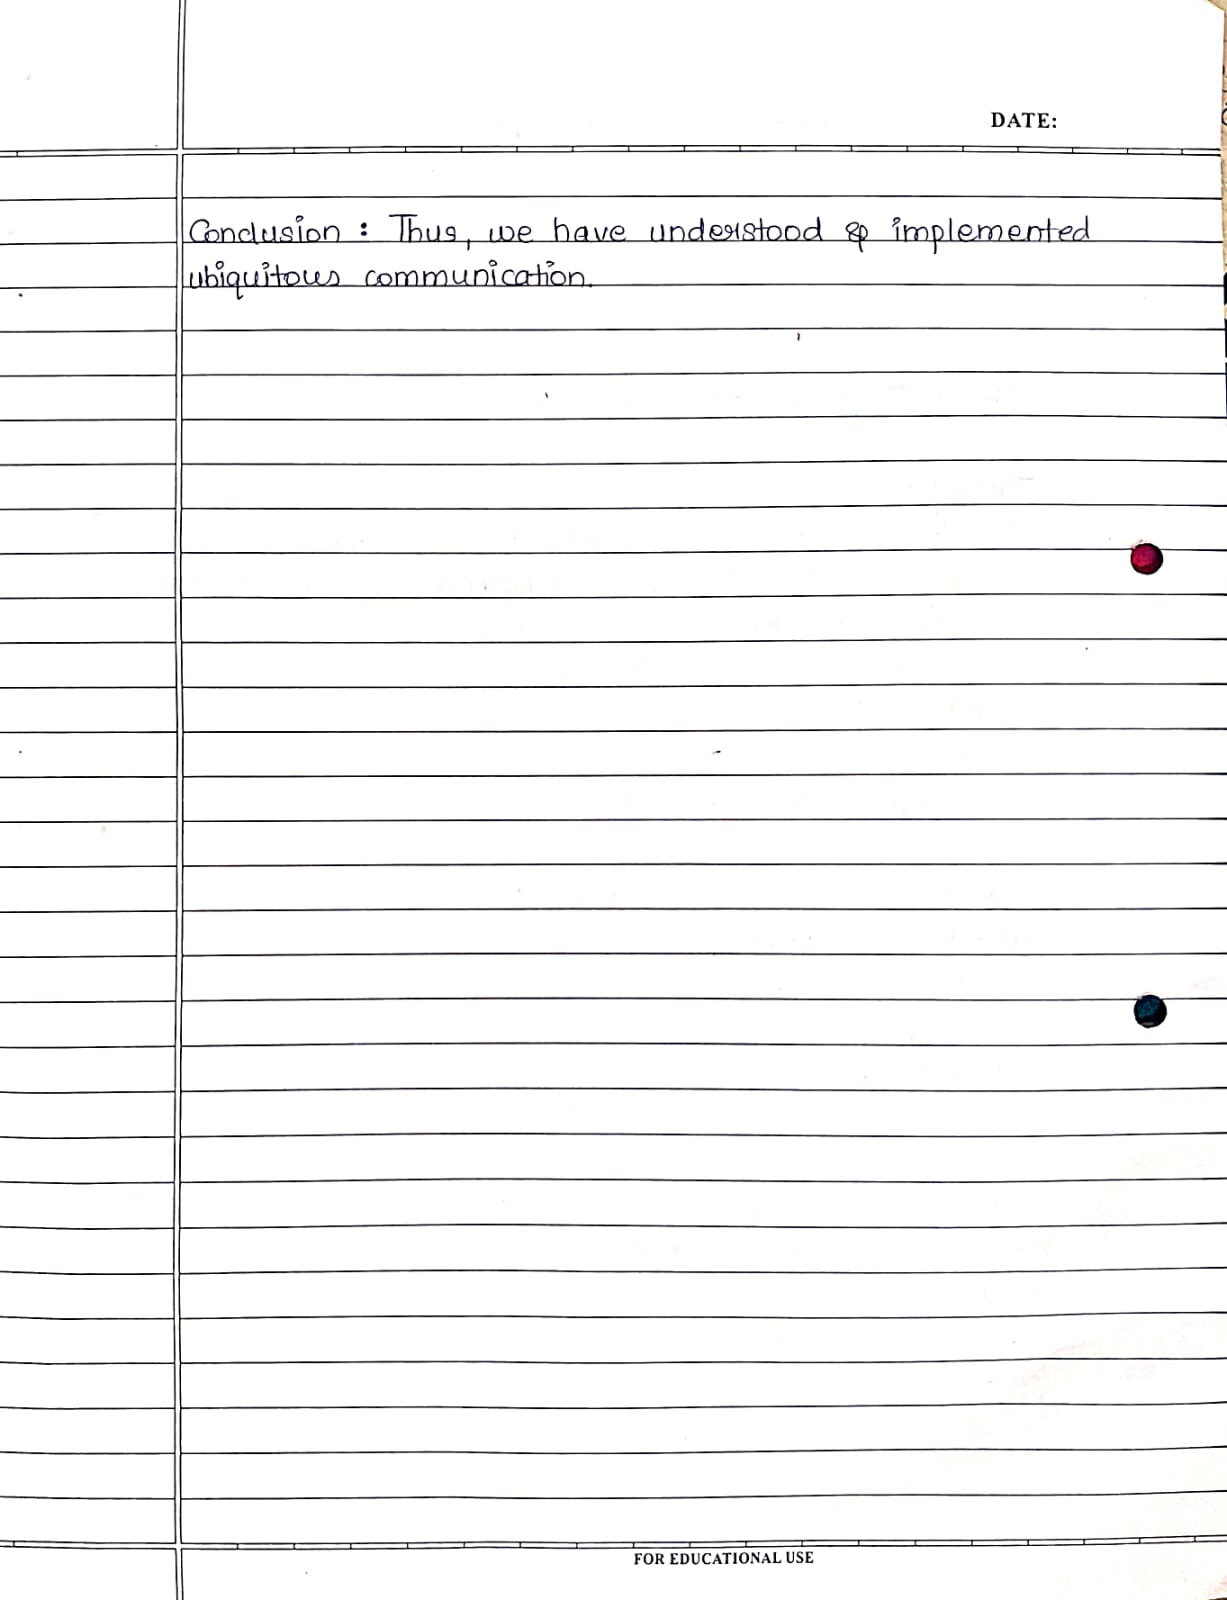 DATE:
Conclusion : Thus, we have understood & implemented
ubiquitous communication.
FOR EDUCATIONAL USE